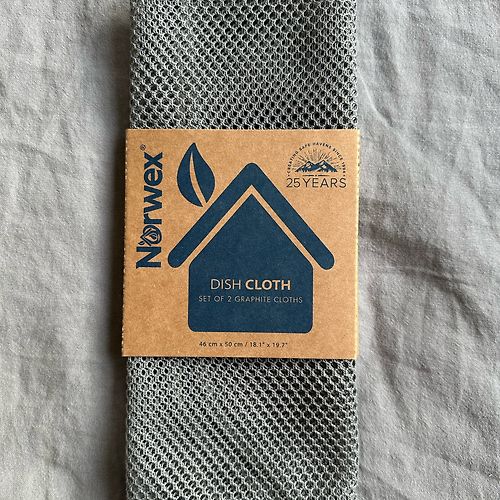 Norwex®
CREATING SAFE HAVENS SINCE 1994
25 YEARS
DISH CLOTH
SET OF 2 GRAPHITE CLOTHS
46 cm x 50 cm / 18.1" x 19.7"